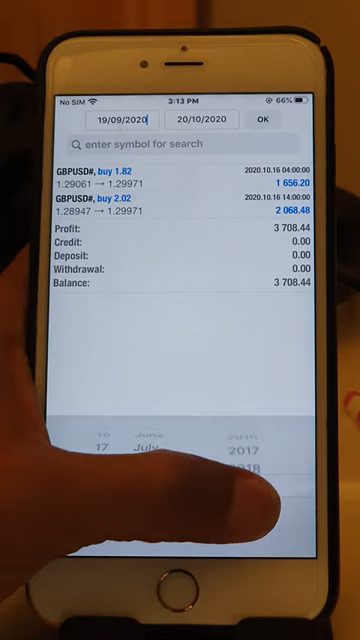 No SIM 3:13 PM 66%
19/09/2020 20/10/2020 OK
enter symbol for search
GBPUSD#, buy 1.82 2020.10.16 04:00:00
1.29061 → 1.29971 1 656.20
GBPUSD#, buy 2.02 2020.10.16 14:00:00
1.28947 → 1.29971 2 068.48
Profit: 3 708.44
Credit: 0.00
Deposit: 0.00
Withdrawal: 0.00
Balance: 3 708.44
16 June 2016
17 July 2017
2018